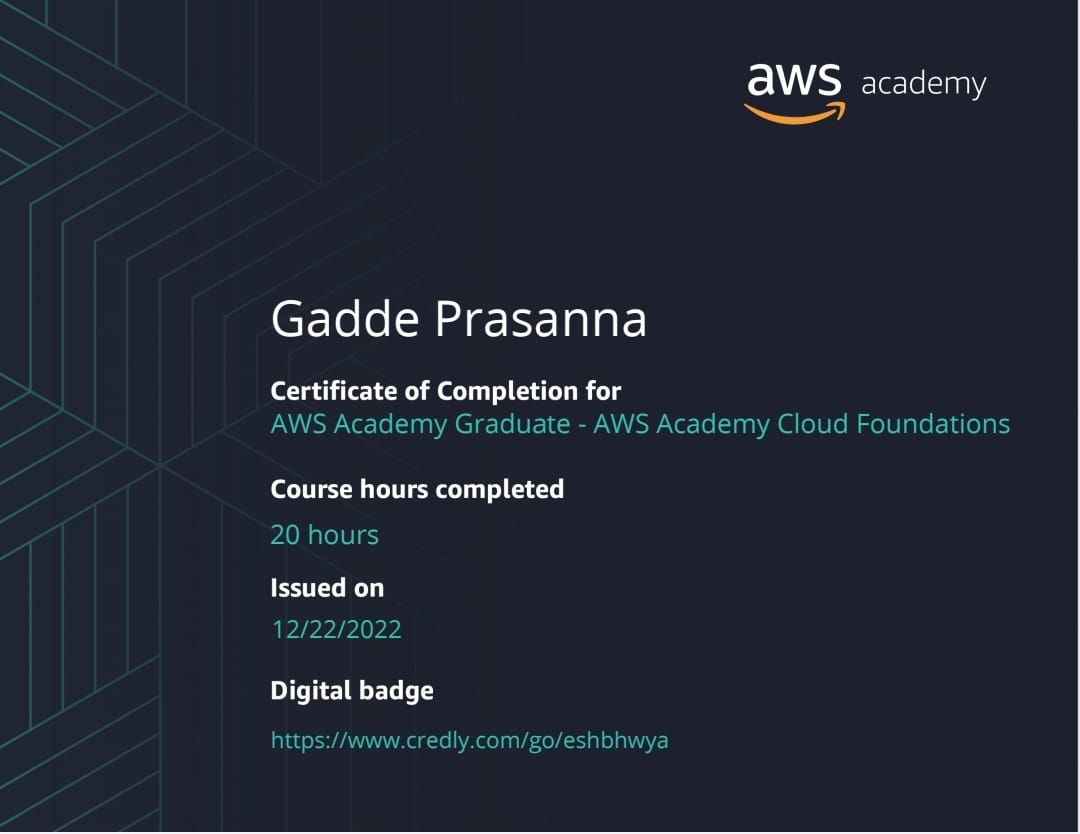 aws academy
Gadde Prasanna
Certificate of Completion for
AWS Academy Graduate - AWS Academy Cloud Foundations
Course hours completed
20 hours
Issued on
12/22/2022
Digital badge
https://www.credly.com/go/eshbhwya